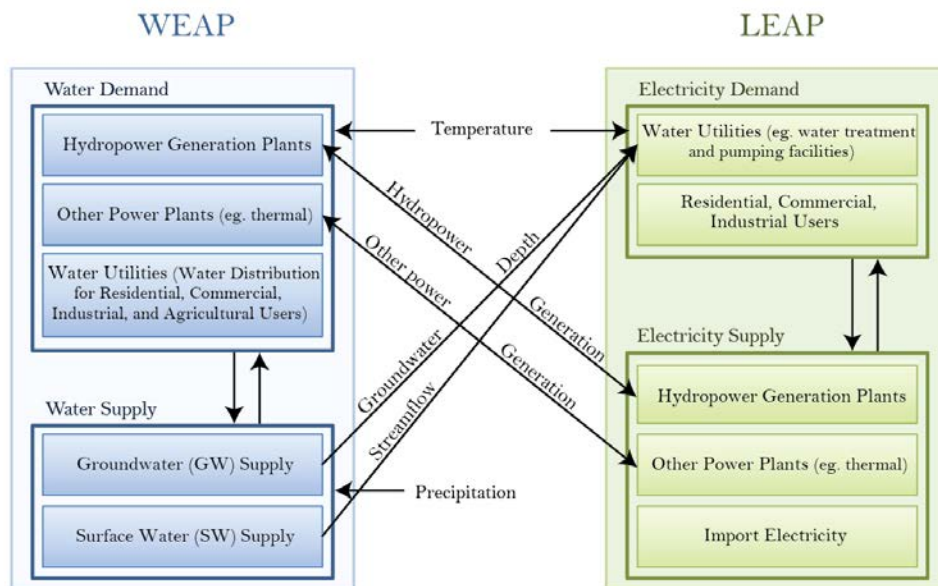 WEAP
LEAP
Water Demand
Hydropower Generation Plants
Other Power Plants (eg. thermal)
Water Utilities (Water Distribution
for Residential, Commercial,
Industrial, and Agricultural Users)
Water Supply
Groundwater (GW) Supply
Surface Water (SW) Supply
Temperature
Hydropower
Generation
Other power
Generation
Groundwater
Depth
Streamflow
Precipitation
Electricity Demand
Water Utilities (eg. water treatment
and pumping facilities)
Residential, Commercial,
Industrial Users
Electricity Supply
Hydropower Generation Plants
Other Power Plants (eg. thermal)
Import Electricity